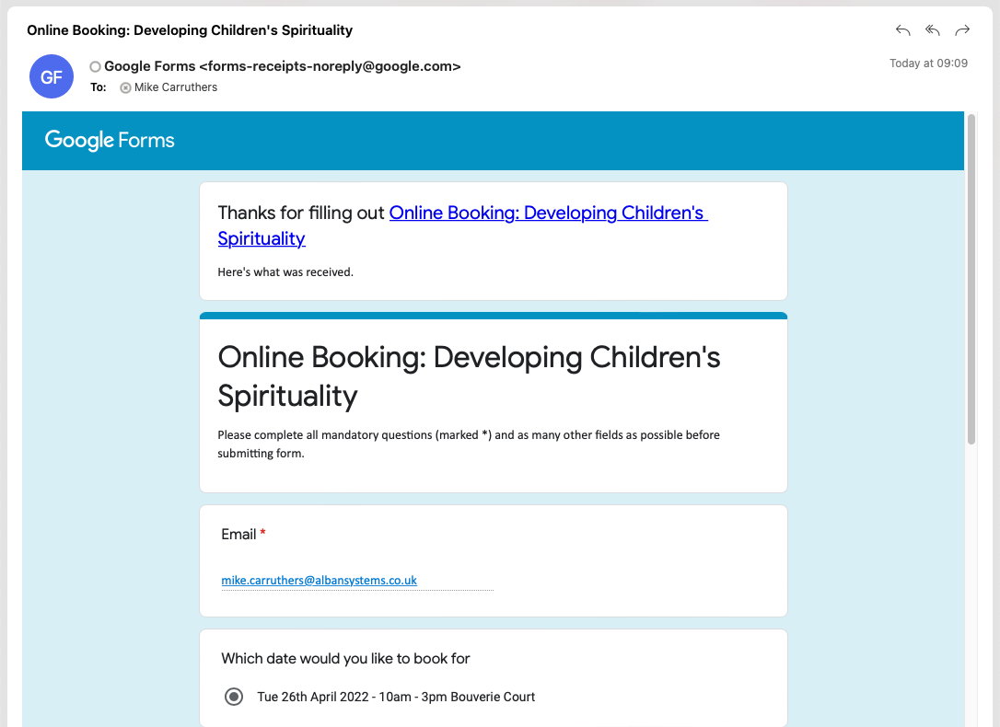 Online Booking: Developing Children's Spirituality
GF
Google Forms <forms-receipts-noreply@google.com>
Today at 09:09
To: Mike Carruthers
Google Forms
Thanks for filling out Online Booking: Developing Children's
Spirituality
Here's what was received.
Online Booking: Developing Children's
Spirituality
Please complete all mandatory questions (marked *) and as many other fields as possible before
submitting form.
Email *
mike.carruthers@albansystems.co.uk
Which date would you like to book for
Tue 26th April 2022 - 10am - 3pm Bouverie Court